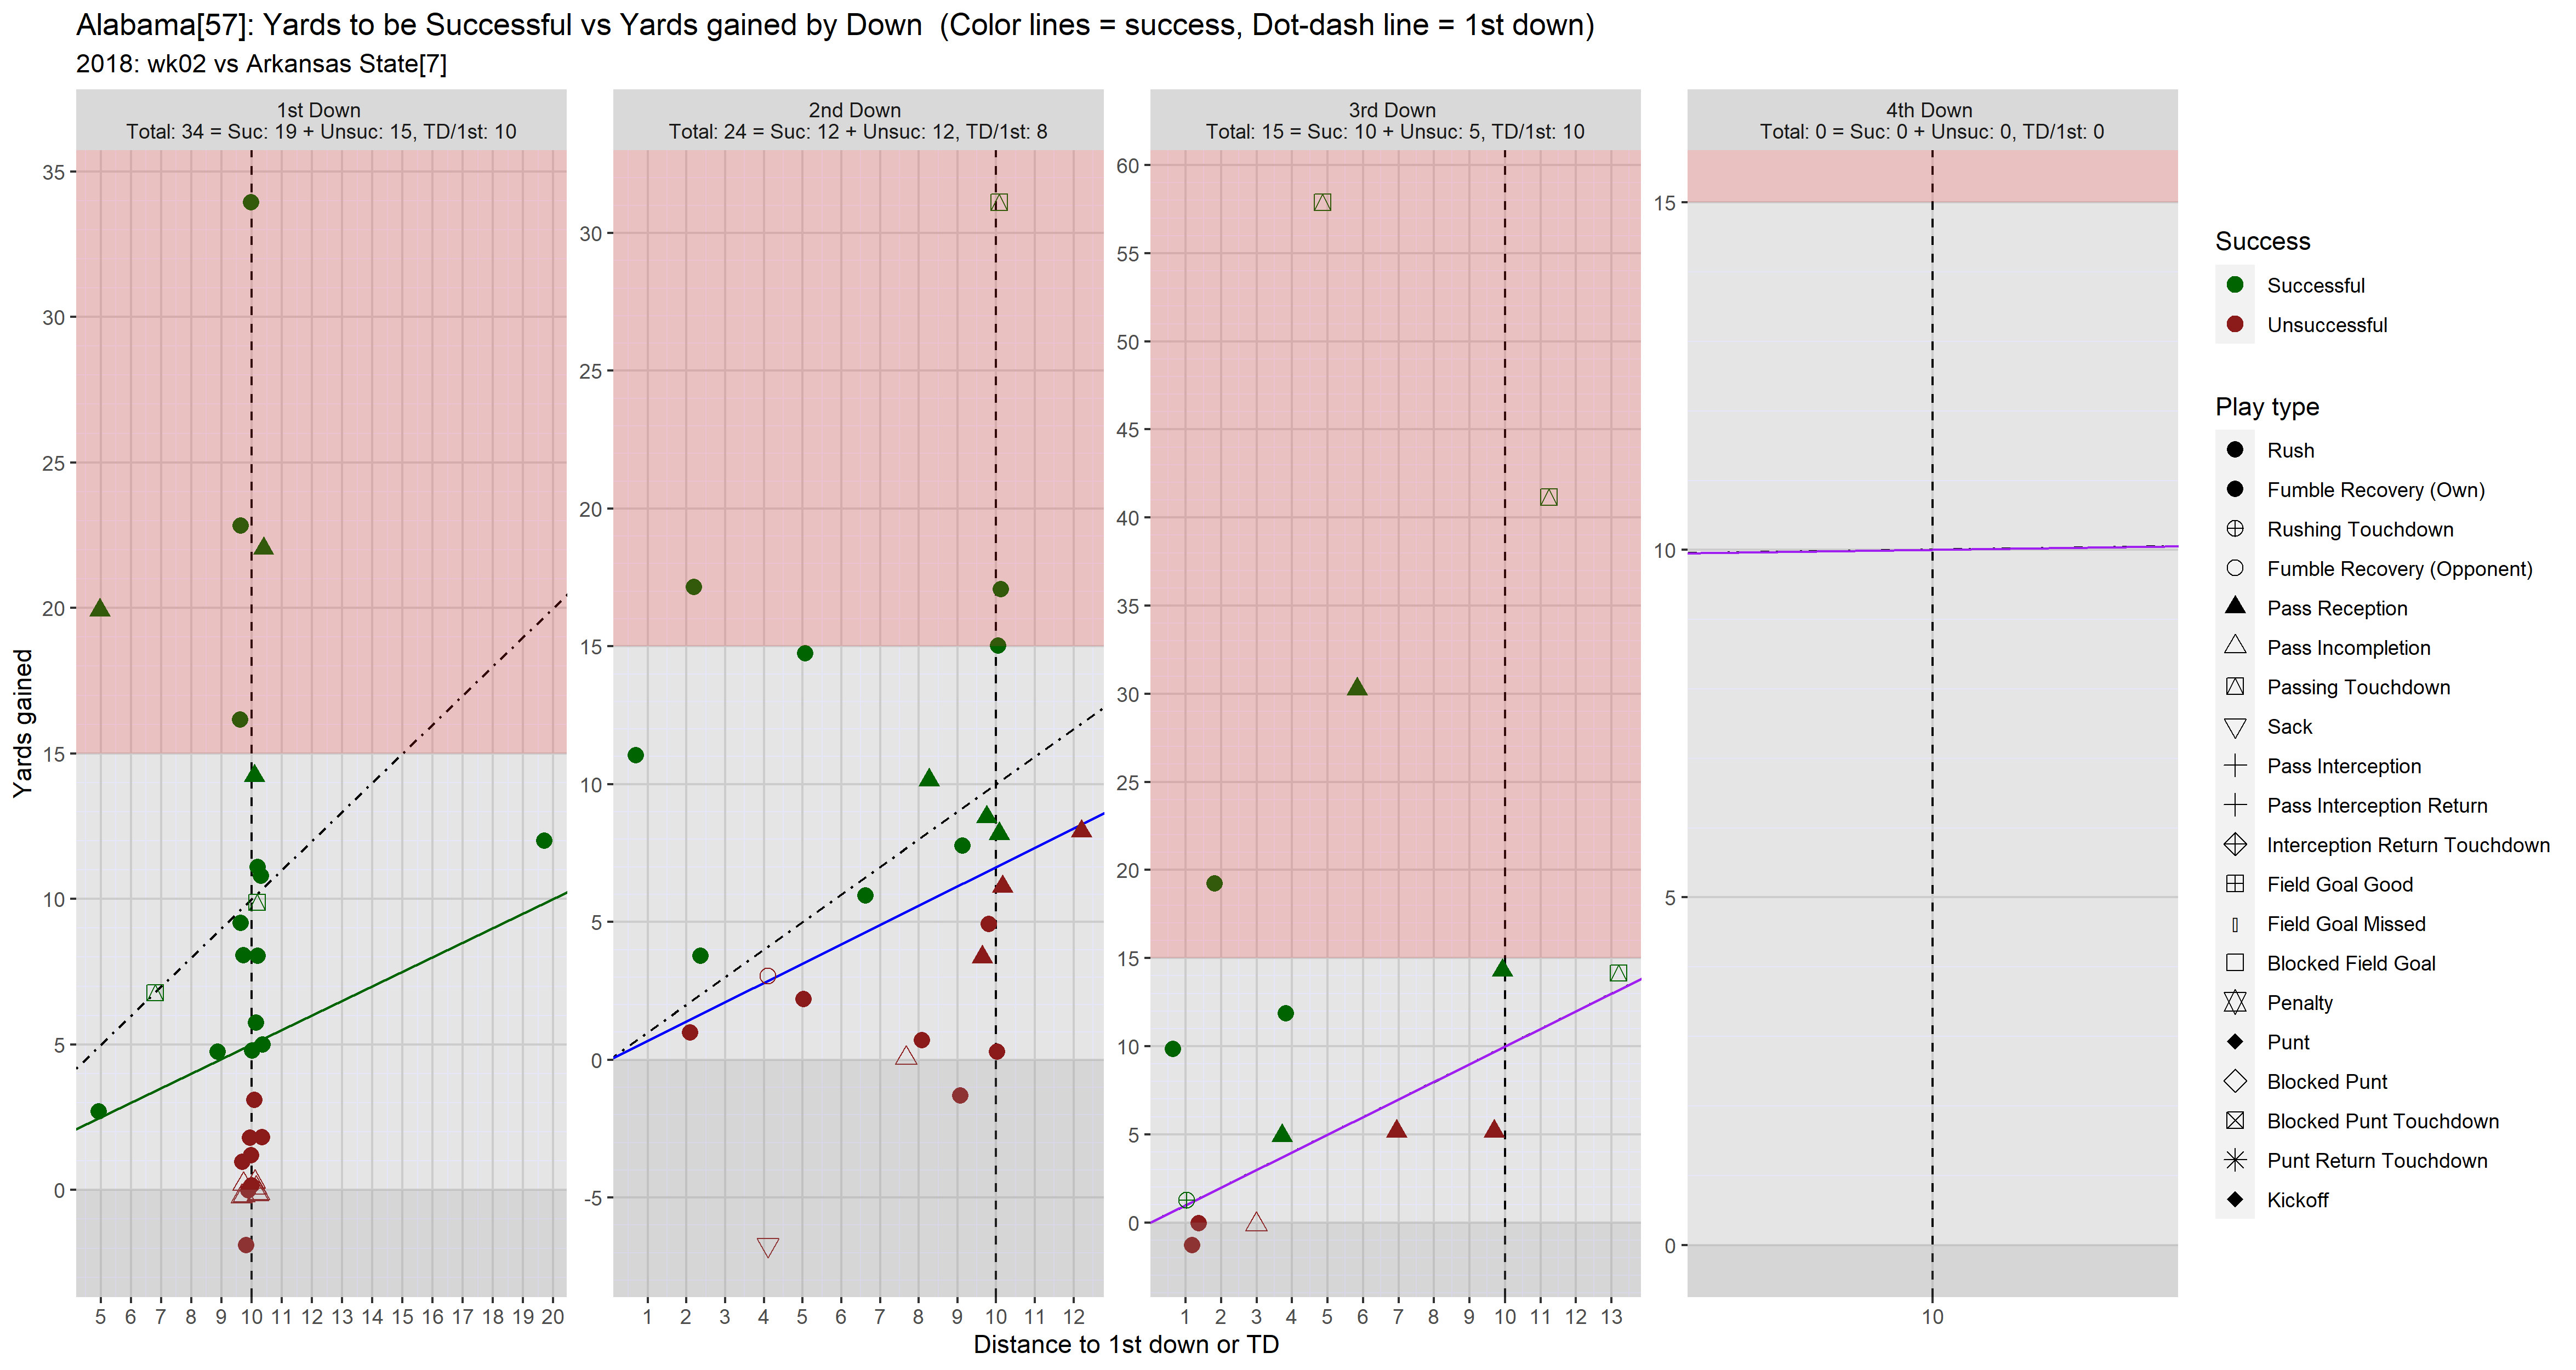 Alabama[57]: Yards to be Successful vs Yards gained by Down  (Color lines = success, Dot-dash line = 1st down)
2018: wk02 vs Arkansas State[7]
1st Down
Total: 34 = Suc: 19 + Unsuc: 15, TD/1st: 10
2nd Down
Total: 24 = Suc: 12 + Unsuc: 12, TD/1st: 8
3rd Down
Total: 15 = Suc: 10 + Unsuc: 5, TD/1st: 10
4th Down
Total: 0 = Suc: 0 + Unsuc: 0, TD/1st: 0
Yards gained
35
30
25
20
15
10
5
0
5 6 7 8 9 10 11 12 13 14 15 16 17 18 19 20
30
25
20
15
10
5
0
-5
1 2 3 4 5 6 7 8 9 10 11 12
60
55
50
45
40
35
30
25
20
15
10
5
0
1 2 3 4 5 6 7 8 9 10 11 12 13
15
10
5
0
10
Distance to 1st down or TD
Success
Successful
Unsuccessful
Play type
Rush
Fumble Recovery (Own)
Rushing Touchdown
Fumble Recovery (Opponent)
Pass Reception
Pass Incompletion
Passing Touchdown
Sack
Pass Interception
Pass Interception Return
Interception Return Touchdown
Field Goal Good
Field Goal Missed
Blocked Field Goal
Penalty
Punt
Blocked Punt
Blocked Punt Touchdown
Punt Return Touchdown
Kickoff